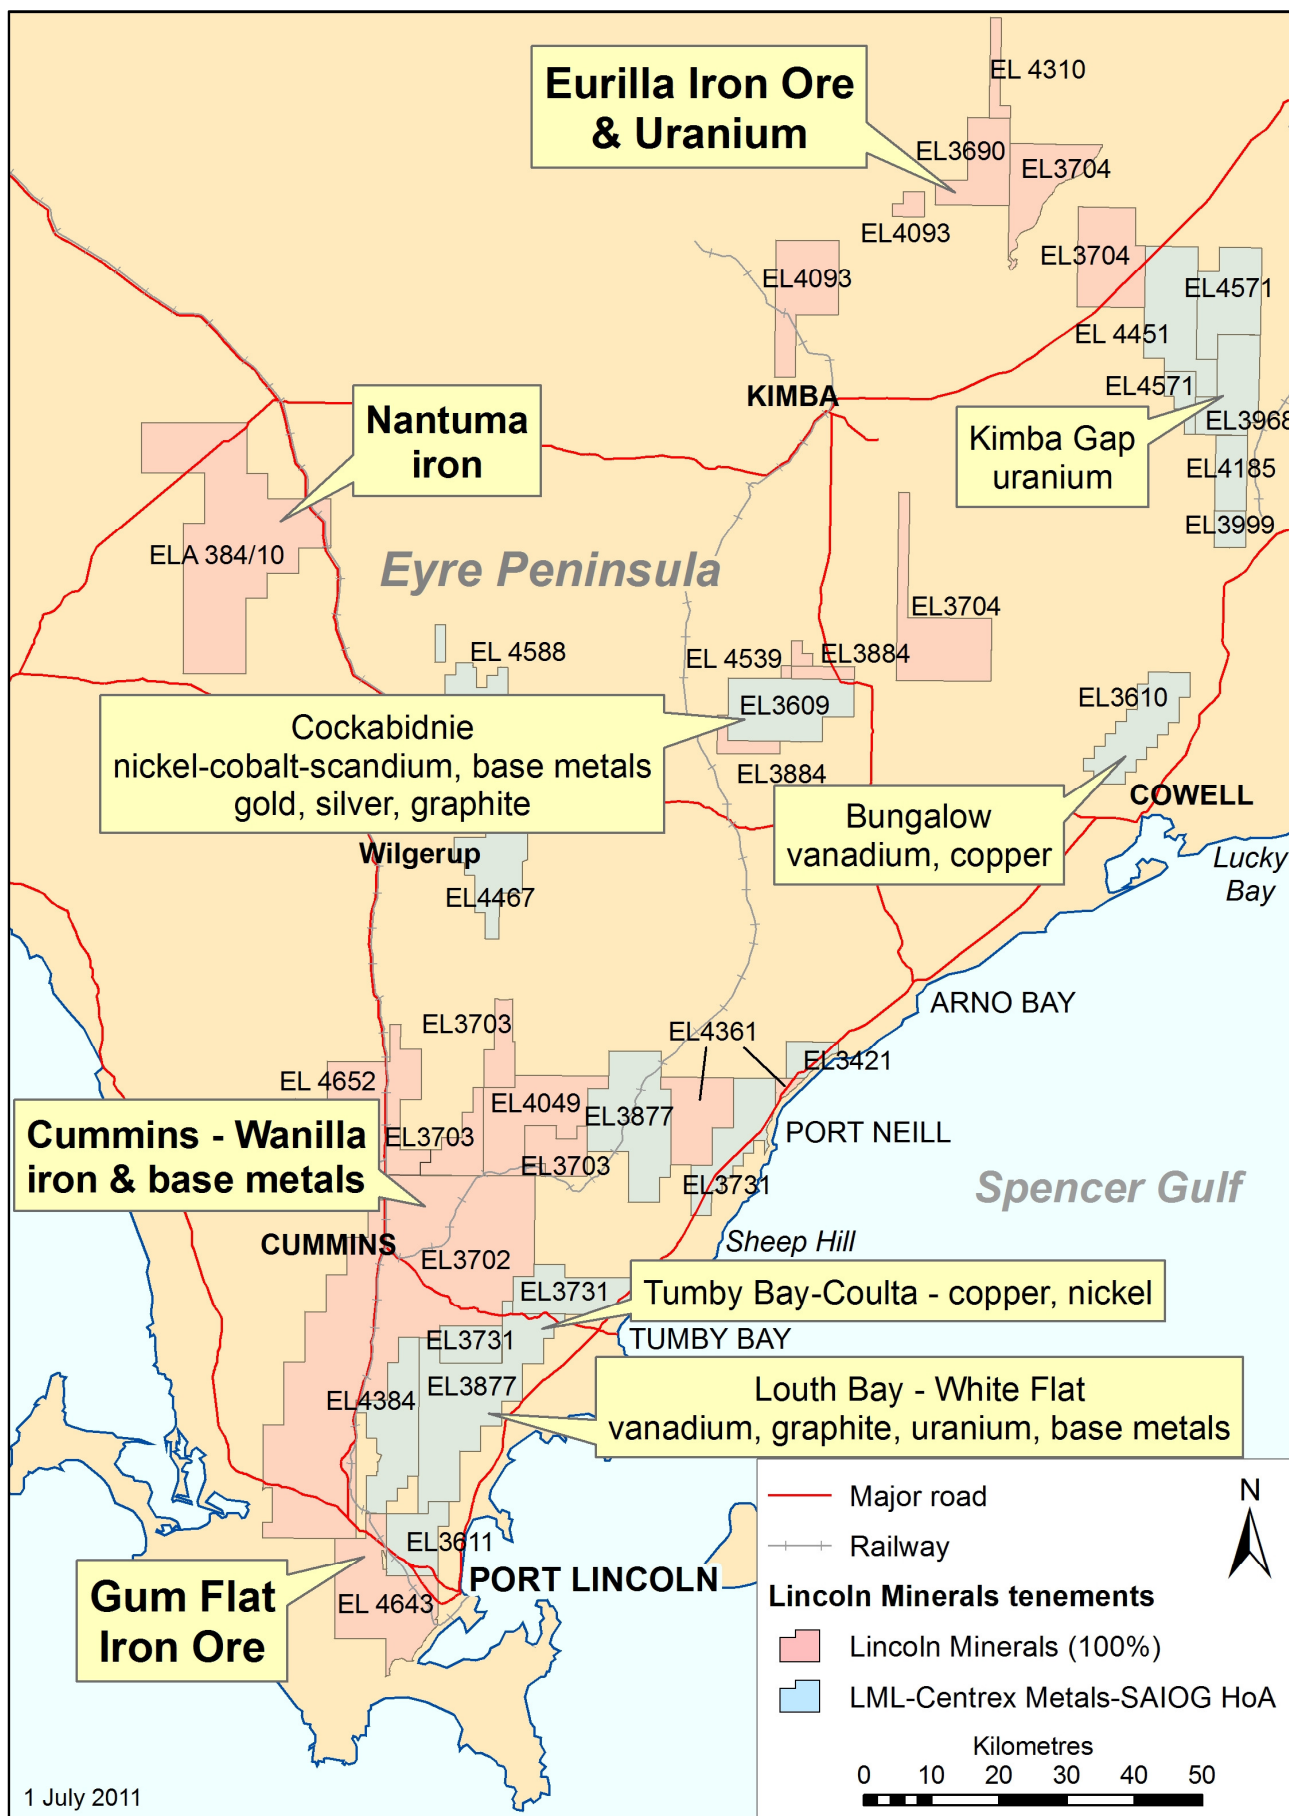 EL 4310
Eurilla Iron Ore
& Uranium
EL3690
EL3704
EL4093
EL3704
EL4093
EL4571
EL 4451
EL4571
KIMBA
EL3968
Nantuma
iron
Kimba Gap
uranium
EL4185
EL3999
ELA 384/10
Eyre Peninsula
EL3704
EL 4588
EL 4539
EL3884
EL3609
EL3610
Cockabidnie
nickel-cobalt-scandium, base metals
gold, silver, graphite
EL3884
COWELL
Bungalow
vanadium, copper
Wilgerup
Lucky
Bay
EL4467
ARNO BAY
EL3703
EL4361
EL3421
EL 4652
EL4049
EL3877
PORT NEILL
Cummins - Wanilla
iron & base metals
EL3703
EL3703
EL3731
Spencer Gulf
Sheep Hill
CUMMINS
EL3702
EL3731
Tumby Bay-Coulta - copper, nickel
EL3731
TUMBY BAY
EL4384
EL3877
Louth Bay - White Flat
vanadium, graphite, uranium, base metals
EL3611
PORT LINCOLN
Gum Flat
Iron Ore
EL 4643
N
Major road
Railway
Lincoln Minerals tenements
Lincoln Minerals (100%)
LML-Centrex Metals-SAIOG HoA
Kilometres
0 10 20 30 40 50
1 July 2011